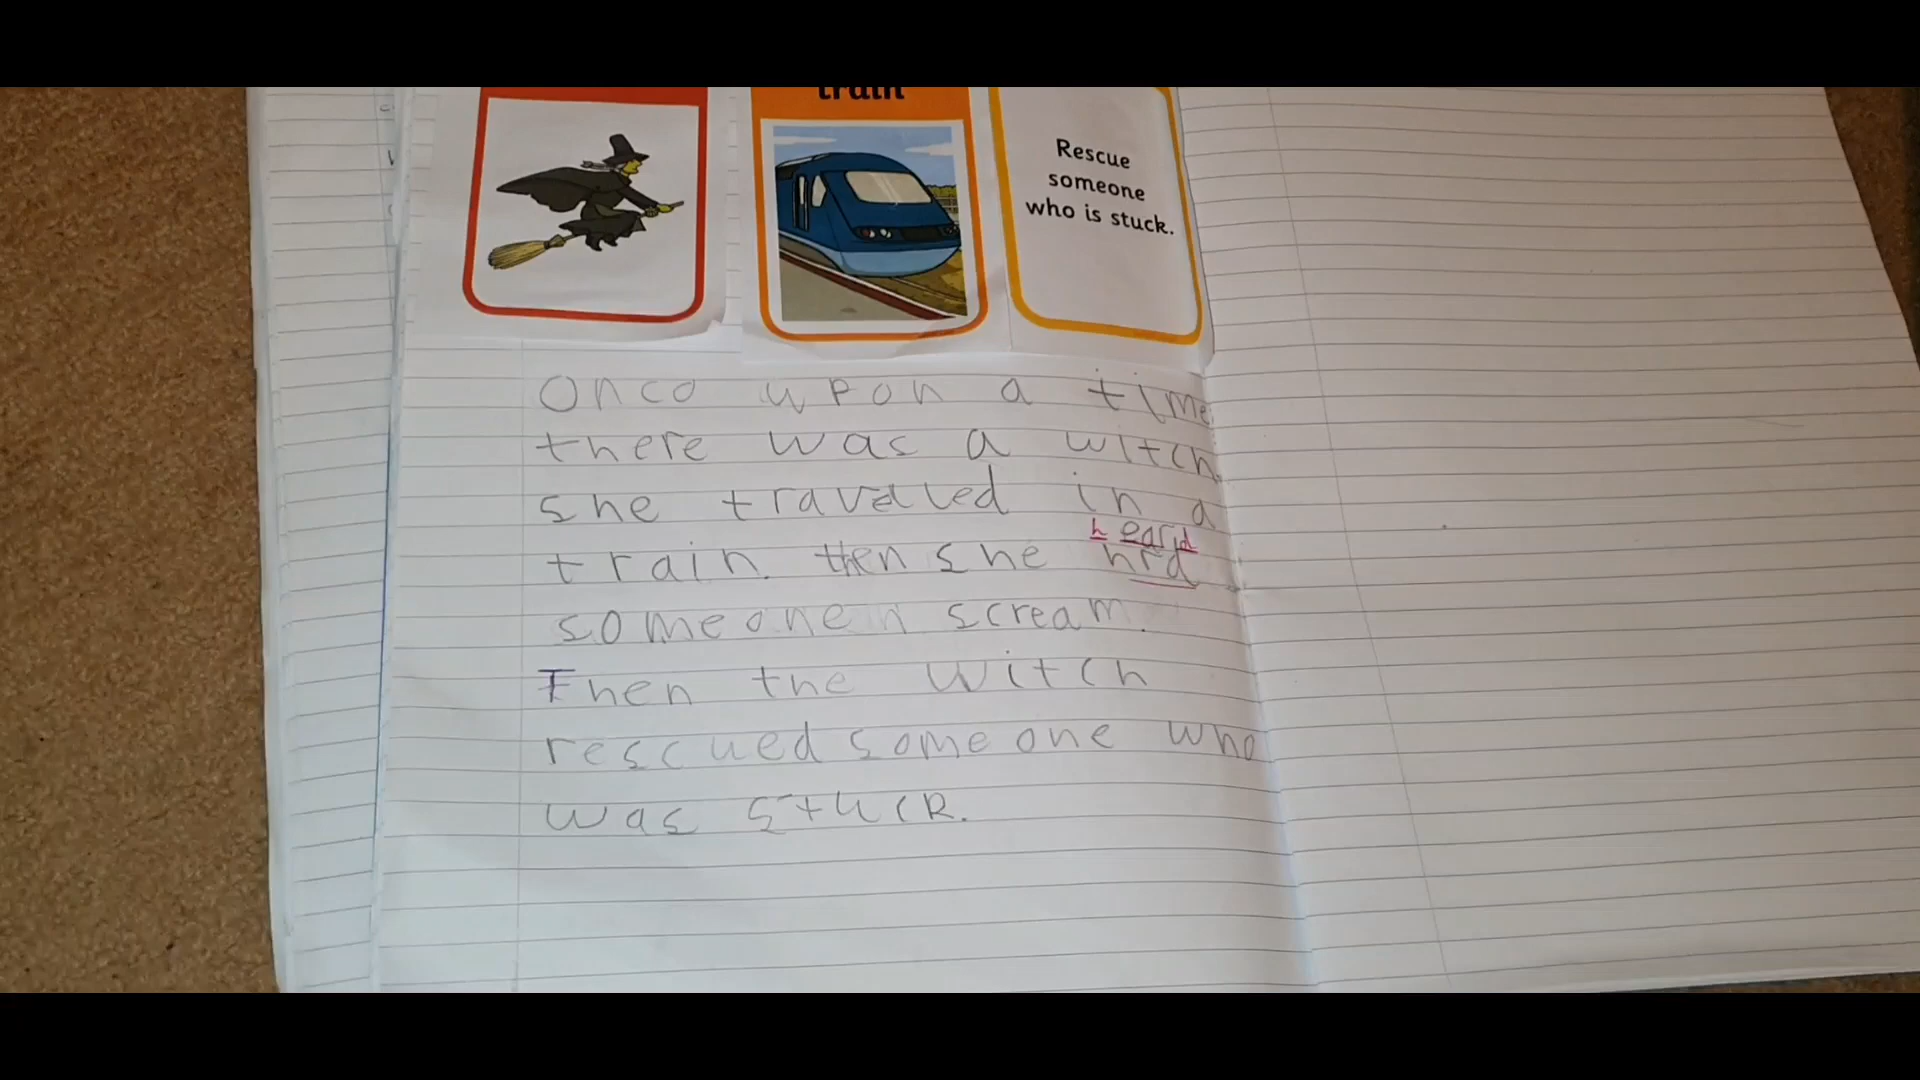 train
Rescue
someone
who is stuck.
Onco upon a time
there was a witch.
she travelled in a
heard
train. then she hrd
someone scream.
Then the witch
rescued someone who
was stuck.